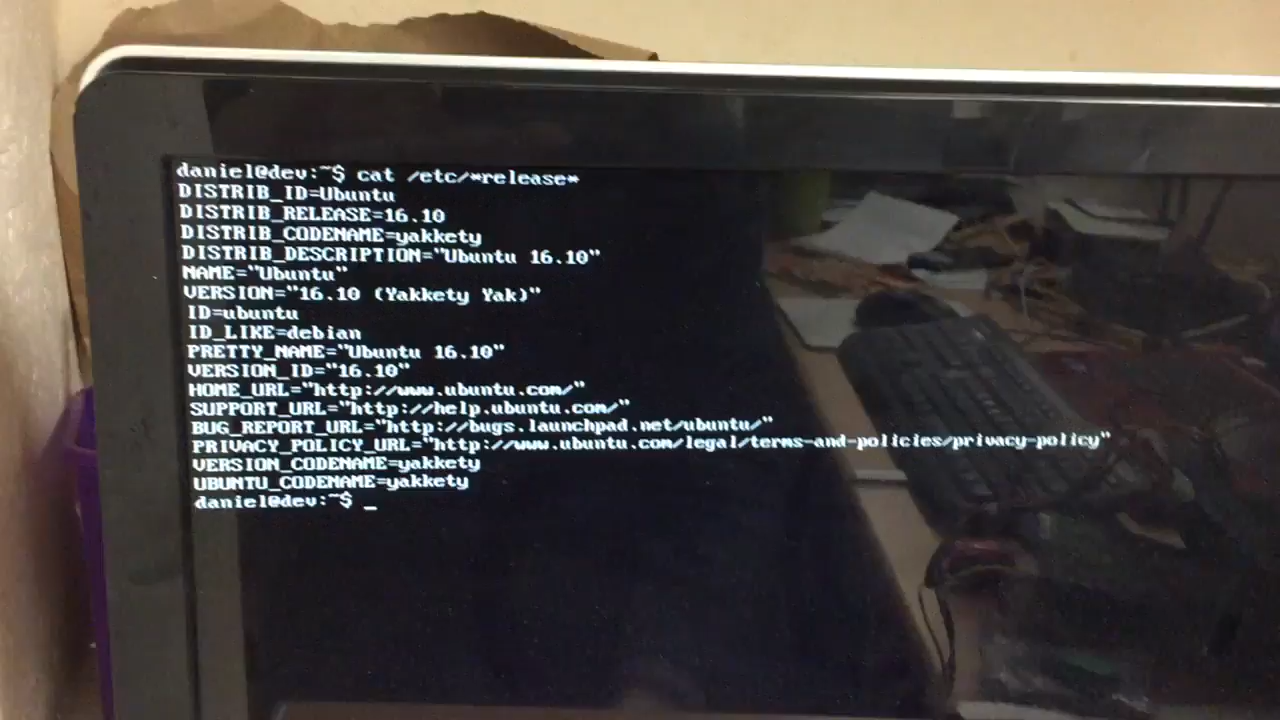 daniel@dev:~$ cat /etc/*release*
DISTRIB_ID=Ubuntu
DISTRIB_RELEASE=16.10
DISTRIB_CODENAME=yakkety
DISTRIB_DESCRIPTION="Ubuntu 16.10"
NAME="Ubuntu"
VERSION="16.10 (Yakkety Yak)"
ID=ubuntu
ID_LIKE=debian
PRETTY_NAME="Ubuntu 16.10"
VERSION_ID="16.10"
HOME_URL="http://www.ubuntu.com/"
SUPPORT_URL="http://help.ubuntu.com/"
BUG_REPORT_URL="http://bugs.launchpad.net/ubuntu/"
PRIVACY_POLICY_URL="http://www.ubuntu.com/legal/terms-and-policies/privacy-policy"
VERSION_CODENAME=yakkety
UBUNTU_CODENAME=yakkety
daniel@dev:~$ _